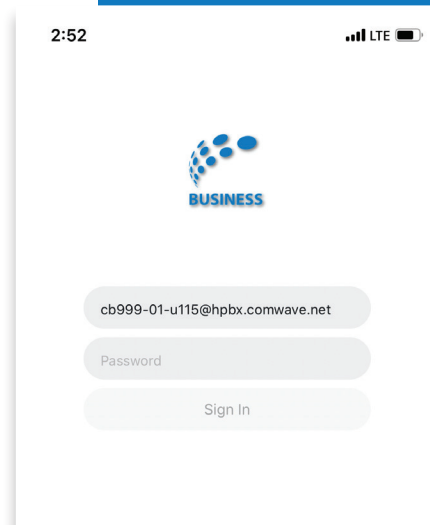 2:52 LTE
BUSINESS
cb999-01-u115@hpbx.comwave.net
Password
Sign In